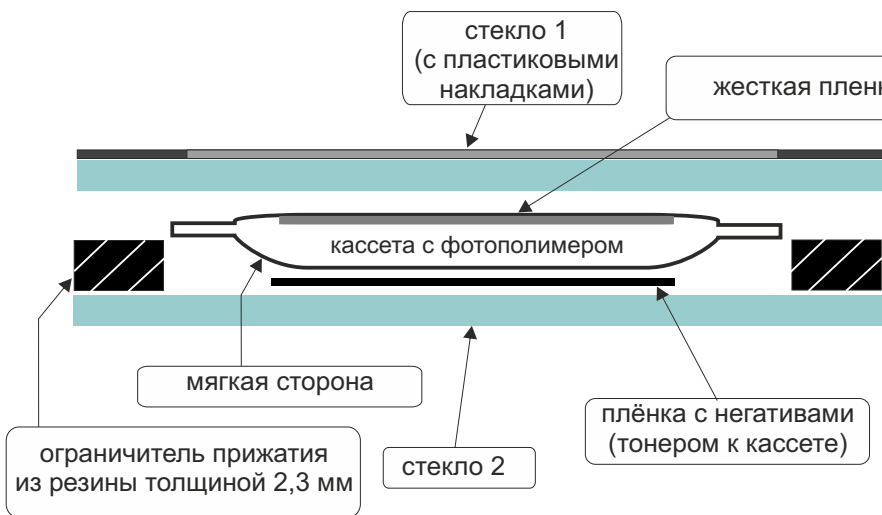 стекло 1
(с пластиковыми
накладками)
жесткая пленк
кассета с фотополимером
мягкая сторона
плёнка с негативами
(тонером к кассете)
ограничитель прижатия
из резины толщиной 2,3 мм
стекло 2